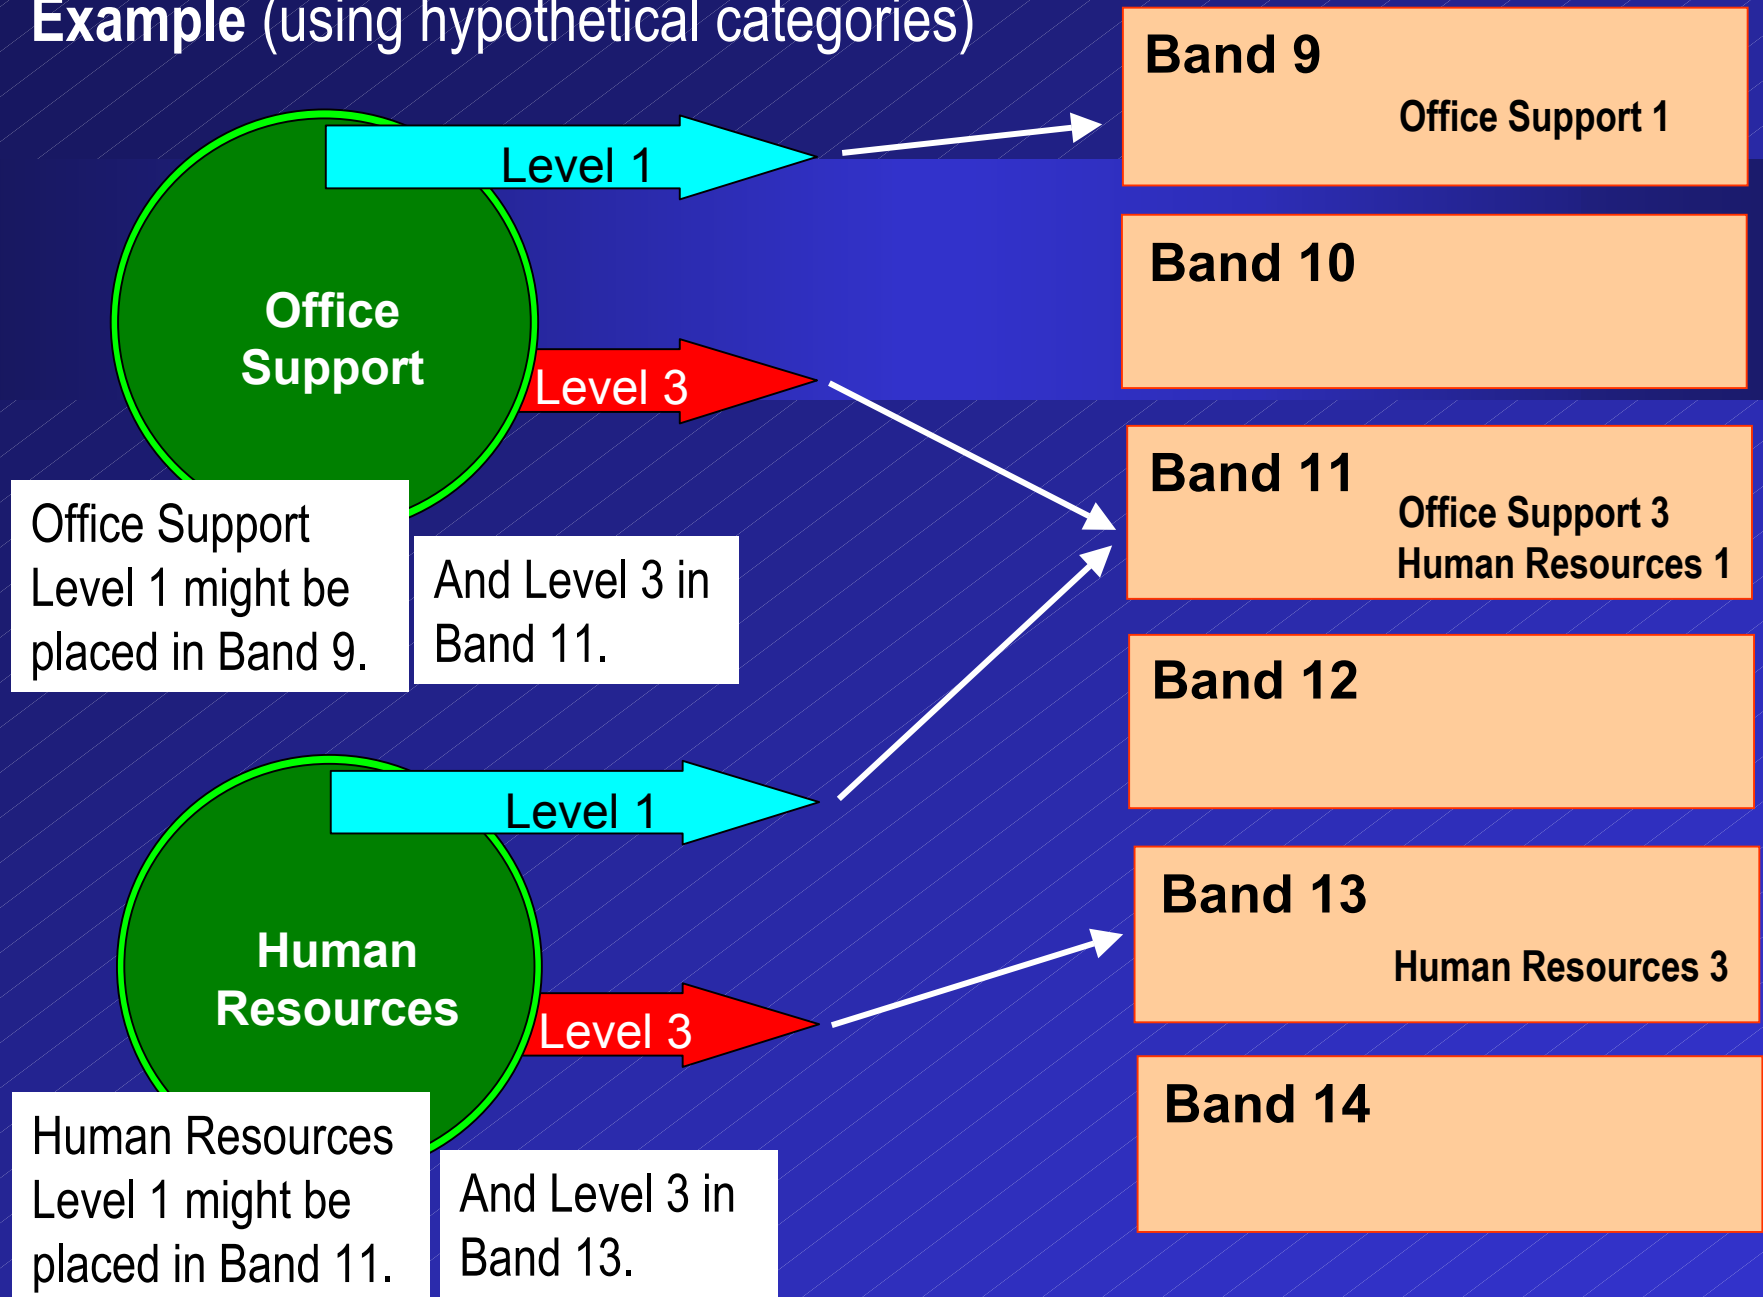 Example (using hypothetical categories)
Level 1
Office
Support
Level 3
Office Support
Level 1 might be
placed in Band 9.
And Level 3 in
Band 11.
Level 1
Human
Resources
Level 3
Human Resources
Level 1 might be
placed in Band 11.
And Level 3 in
Band 13.
Band 9
Office Support 1
Band 10
Band 11
Office Support 3
Human Resources 1
Band 12
Band 13
Human Resources 3
Band 14